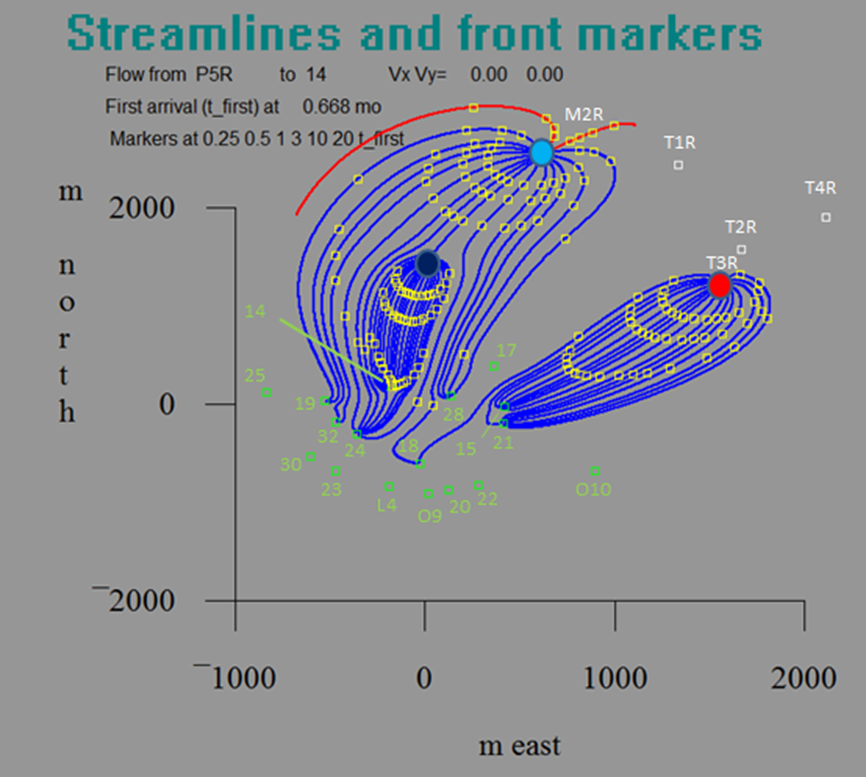 Streamlines and front markers
Flow from P5R to 14 Vx Vy= 0.00 0.00
First arrival (t_first) at 0.668 mo
Markers at 0.25 0.5 1 3 10 20 t_first
M2R
T1R
T4R
T2R
T3R
m north
2000
0
¯2000
14
25
19
32
24
30
23
L4
18
O9
20
22
28
15
17
21
O10
¯1000 0 1000 2000
m east